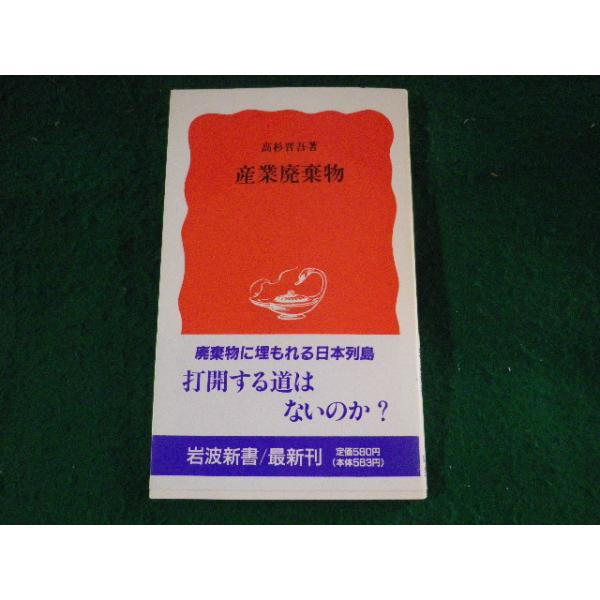 高杉晋吾著
産業廃棄物
廃棄物に埋もれる日本列島
打開する道は
ないのか?
岩波新書/最新刊
定価580円
(本体563円)